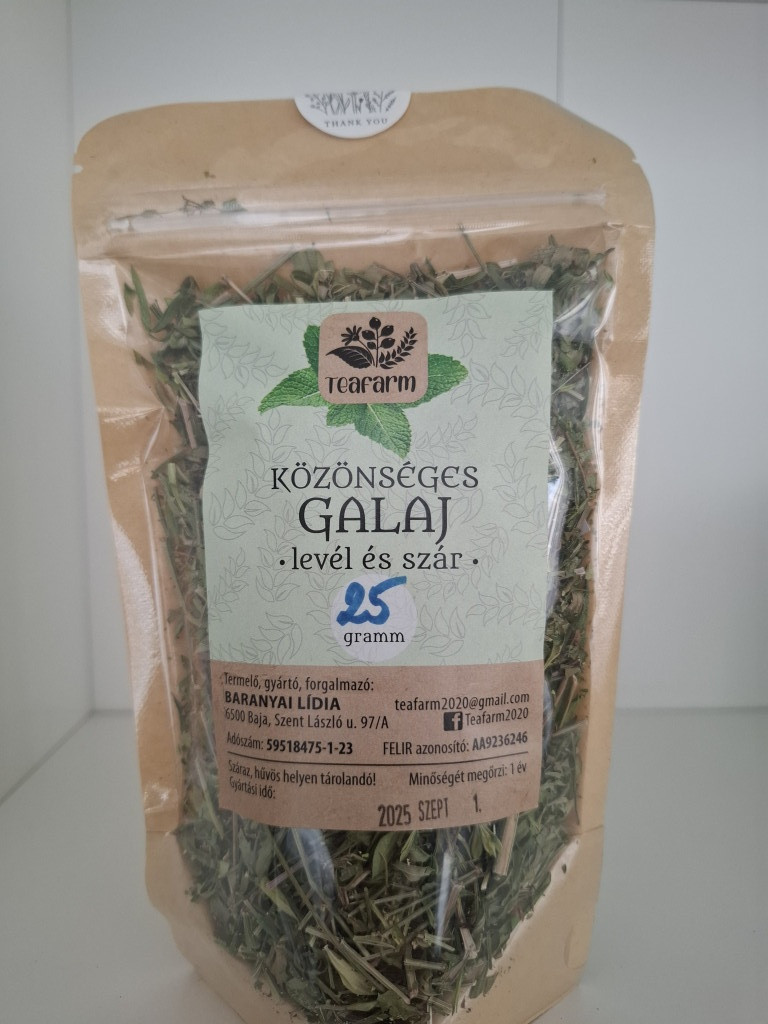 THANK YOU
TEAFARM
KÖZÖNSÉGES
GALAJ
• levél és szár •
25
gramm
Termelő, gyártó, forgalmazó:
BARANYAI LÍDIA teafarm2020@gmail.com
6500 Baja, Szent László u. 97/A Teafarm2020
Adószám: 59518475-1-23 FELIR azonosító: AA9236246
Száraz, hűvös helyen tárolandó! Minőségét megőrzi: 1 év
Gyártási idő:
2025 SZEPT 1.